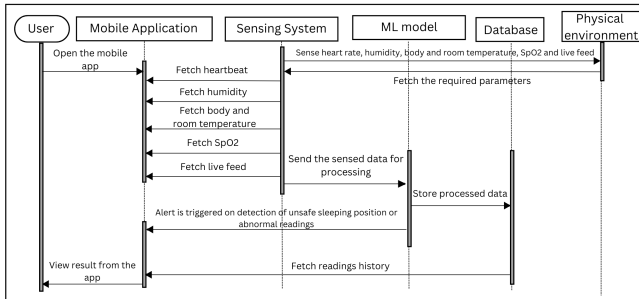 User
Mobile Application
Sensing System
ML model
Database
Physical
environment
Open the mobile
app
Sense heart rate, humidity, body and room temperature, SpO2 and live feed
Fetch heartbeat
Fetch the required parameters
Fetch humidity
Fetch body and
room temperature
Fetch SpO2
Fetch live feed
Send the sensed data for
processing
Store processed data
Alert is triggered on detection of unsafe sleeping position or
abnormal readings
View result from the
app
Fetch readings history